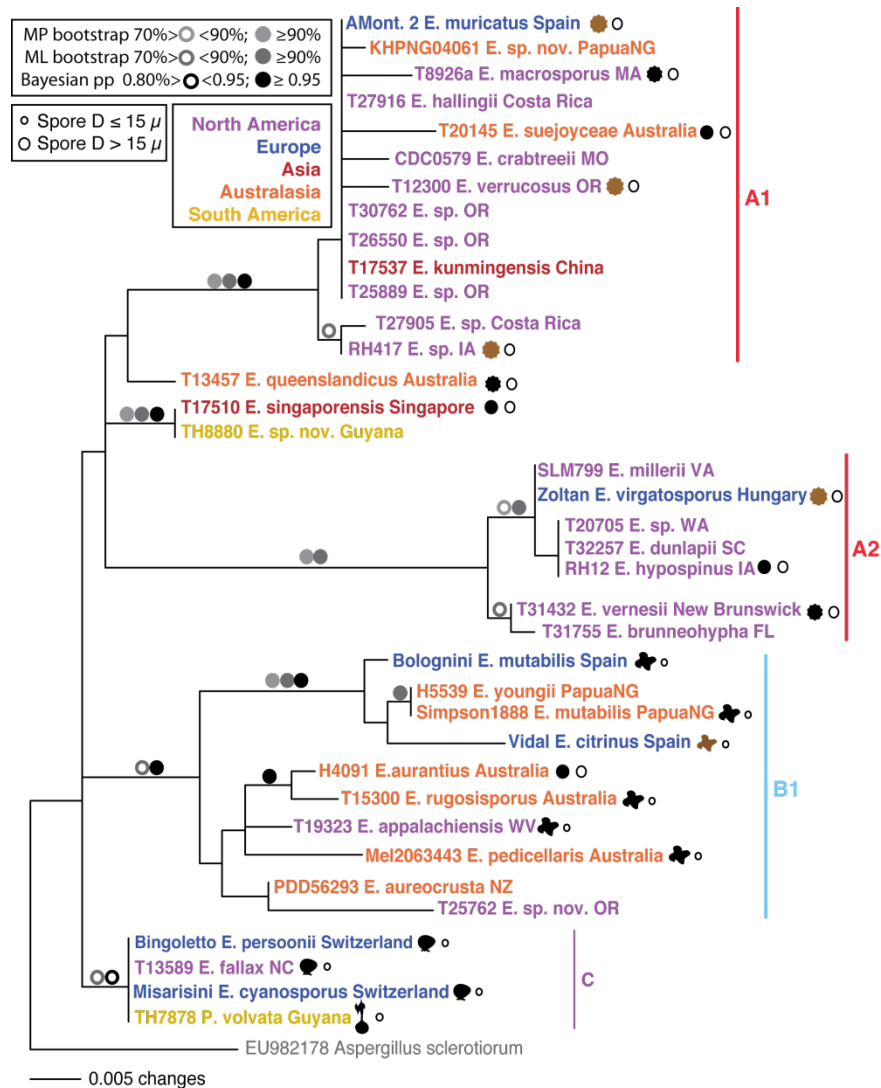 MP bootstrap 70%> <90%; ≥90%
ML bootstrap 70%> <90%; ≥90%
Bayesian pp 0.80%> <0.95; ≥ 0.95
Spore D ≤ 15 µ
Spore D > 15 µ
North America
Europe
Asia
Australasia
South America
AMont. 2 E. muricatus Spain
KHPNG04061 E. sp. nov. PapuaNG
T8926a E. macrosporus MA
T27916 E. hallingii Costa Rica
T20145 E. suejoyceae Australia
CDC0579 E. crabtreeii MO
T12300 E. verrucosus OR
A1
T30762 E. sp. OR
T26550 E. sp. OR
T17537 E. kunmingensis China
T25889 E. sp. OR
T27905 E. sp. Costa Rica
RH417 E. sp. IA
T13457 E. queenslandicus Australia
T17510 E. singaporensis Singapore
TH8880 E. sp. nov. Guyana
SLM799 E. millerii VA
Zoltan E. virgatosporus Hungary
T20705 E. sp. WA
T32257 E. dunlapii SC
A2
RH12 E. hypospinus IA
T31432 E. vernesii New Brunswick
T31755 E. brunneohypha FL
Bolognini E. mutabilis Spain
H5539 E. youngii PapuaNG
Simpson1888 E. mutabilis PapuaNG
Vidal E. citrinus Spain
H4091 E.aurantius Australia
B1
T15300 E. rugosisporus Australia
T19323 E. appalachiensis WV
Mel2063443 E. pedicellaris Australia
PDD56293 E. aureocrusta NZ
T25762 E. sp. nov. OR
Bingoletto E. persoonii Switzerland
T13589 E. fallax NC
C
Misarisini E. cyanosporus Switzerland
TH7878 P. volvata Guyana
EU982178 Aspergillus sclerotiorum
0.005 changes